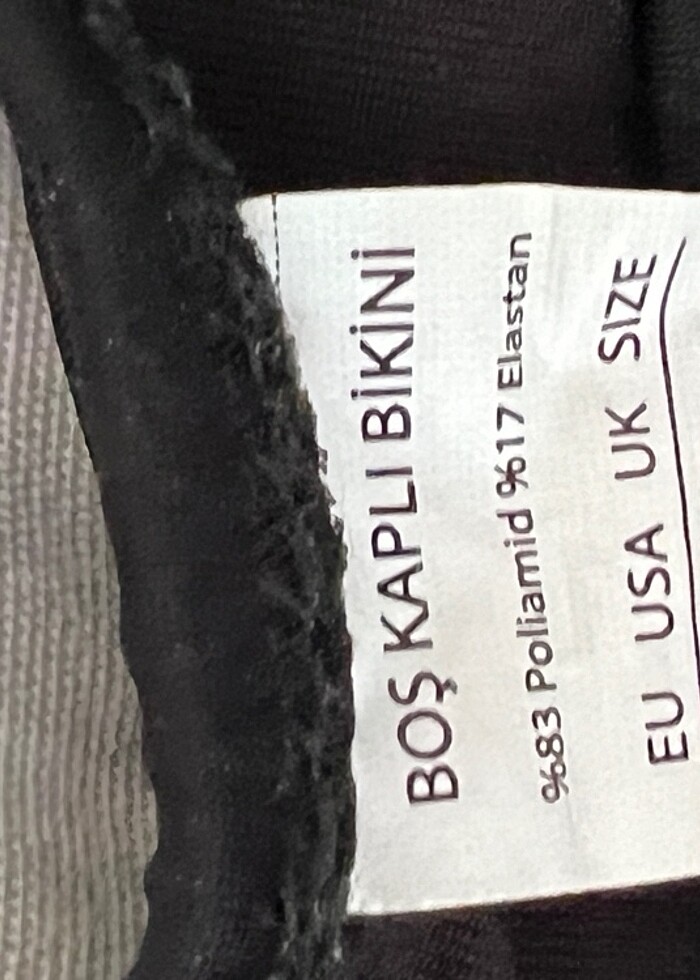 BOŞ KAPLI BİKİNİ
%83 Poliamid %17 Elastan
EU USA UK SIZE